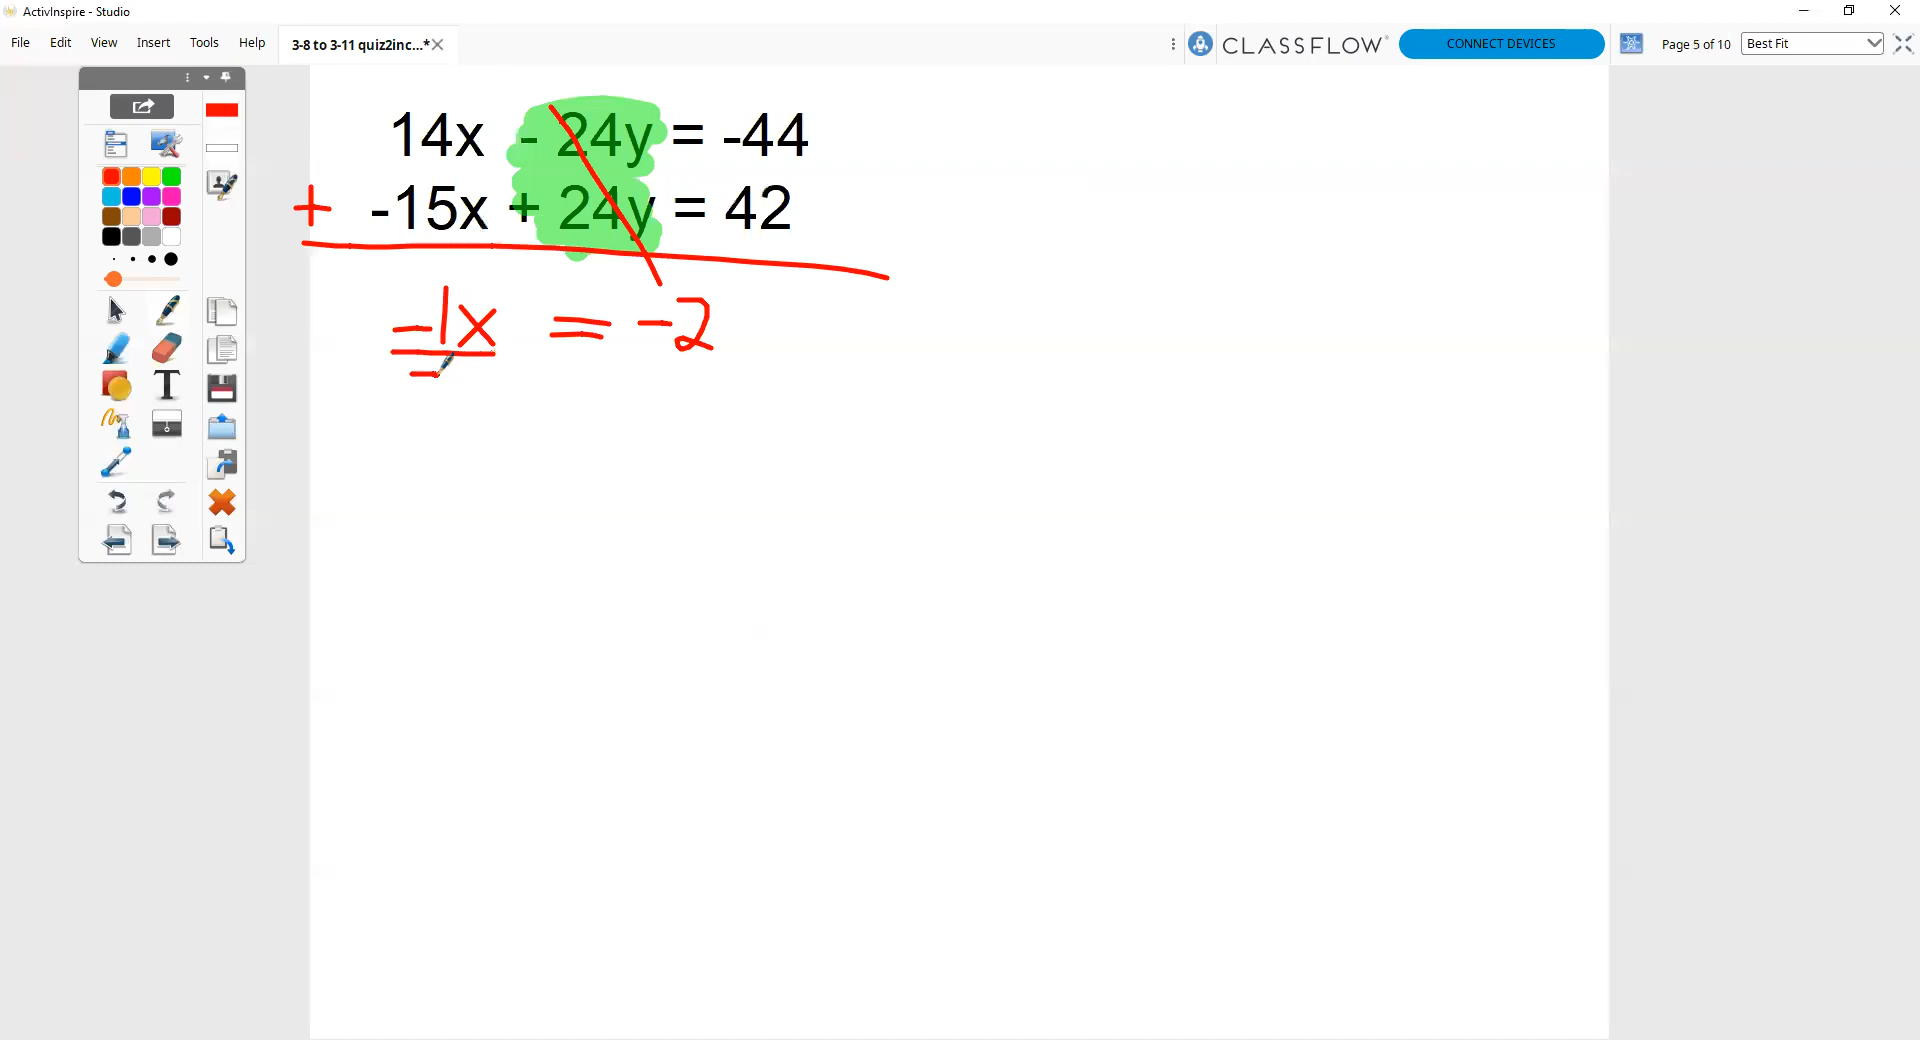 ActivInspire - Studio
File Edit View Insert Tools Help 3-8 to 3-11 quiz2inc...* CLASSFLOW CONNECT DEVICES Page 5 of 10 Best Fit
14x - 24y = -44
+ -15x + 24y = 42
-1x = -2
-
T